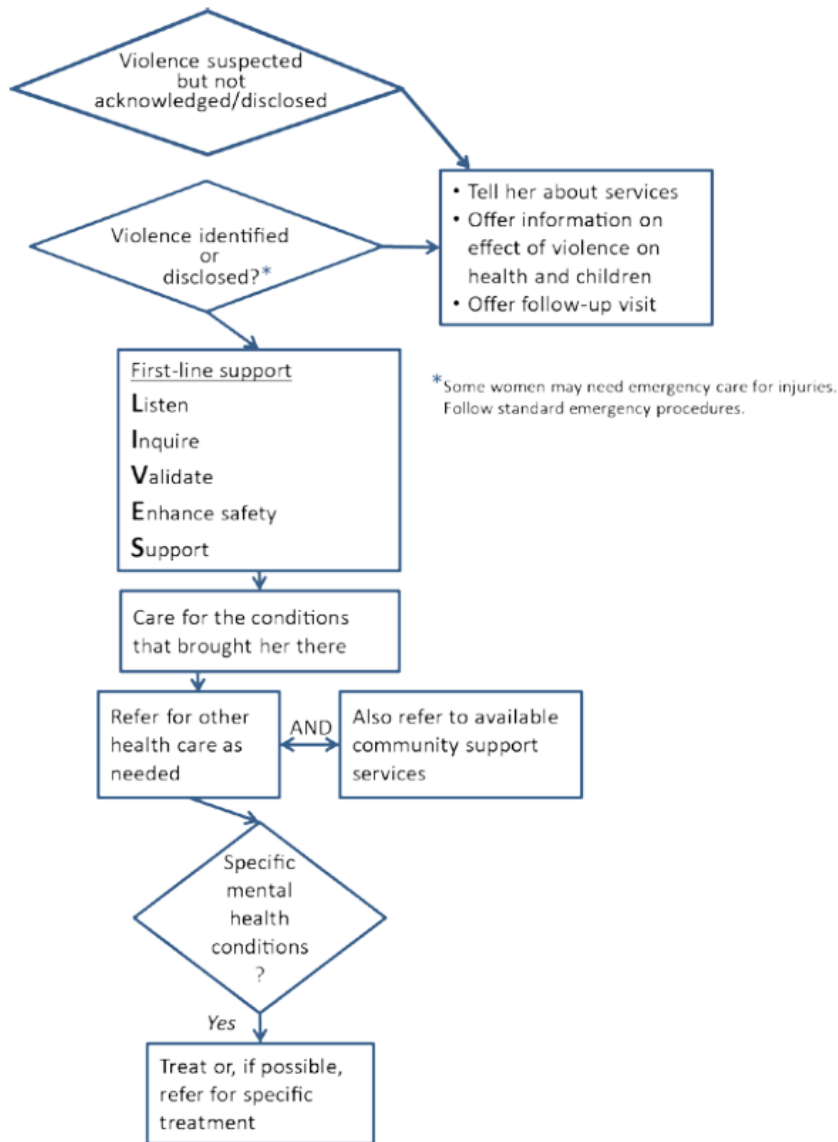 Violence suspected
but not
acknowledged/disclosed
• Tell her about services
• Offer information on
effect of violence on
health and children
• Offer follow-up visit
Violence identified
or
disclosed?*
First-line support
Listen
Inquire
Validate
Enhance safety
Support
*Some women may need emergency care for injuries.
Follow standard emergency procedures.
Care for the conditions
that brought her there
Refer for other
health care as
needed
AND
Also refer to available
community support
services
Specific
mental
health
conditions
?
Yes
Treat or, if possible,
refer for specific
treatment